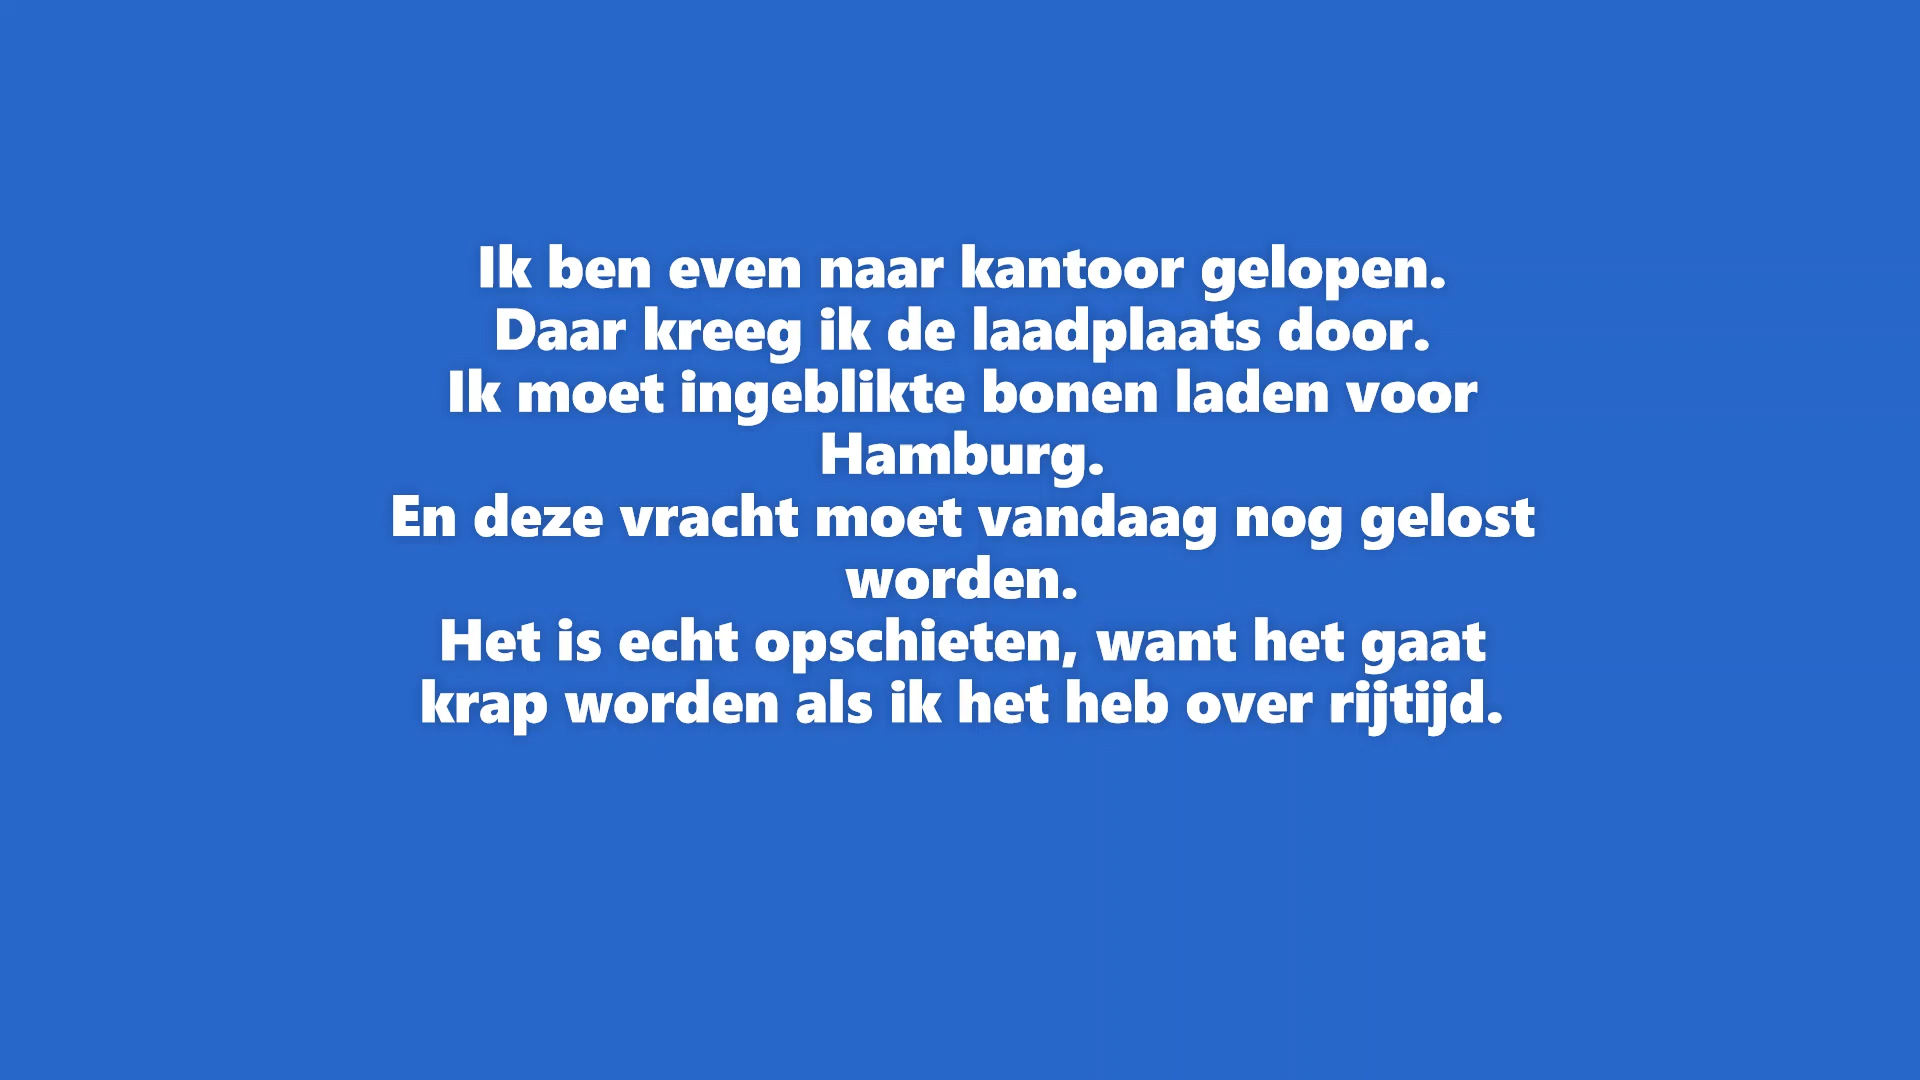 Ik ben even naar kantoor gelopen.
Daar kreeg ik de laadplaats door.
Ik moet ingeblikte bonen laden voor
Hamburg.
En deze vracht moet vandaag nog gelost
worden.
Het is echt opschieten, want het gaat
krap worden als ik het heb over rijtijd.